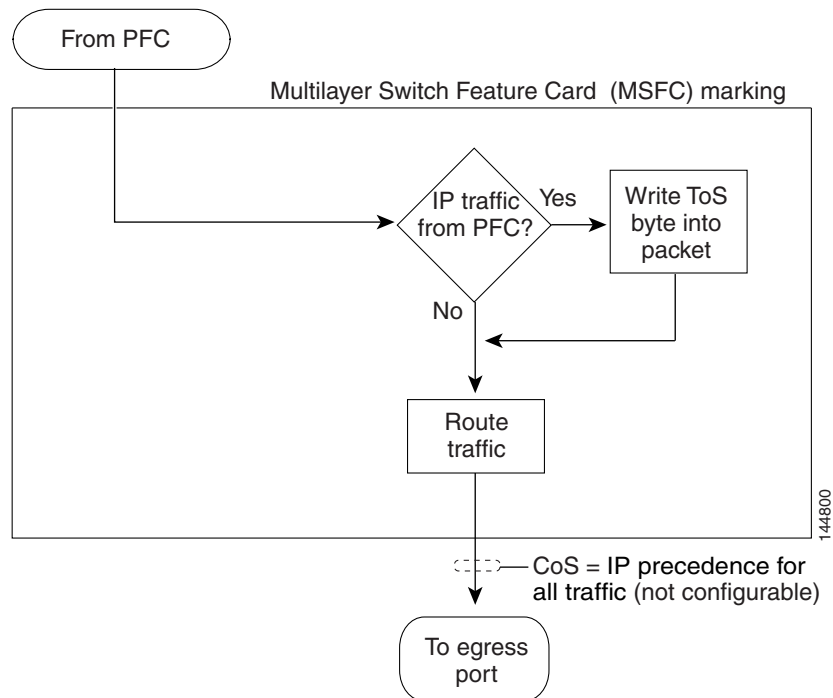 From PFC
Multilayer Switch Feature Card (MSFC) marking
IP traffic
from PFC?
Yes
Write ToS
byte into
packet
No
Route
traffic
144800
CoS = IP precedence for
all traffic (not configurable)
To egress
port